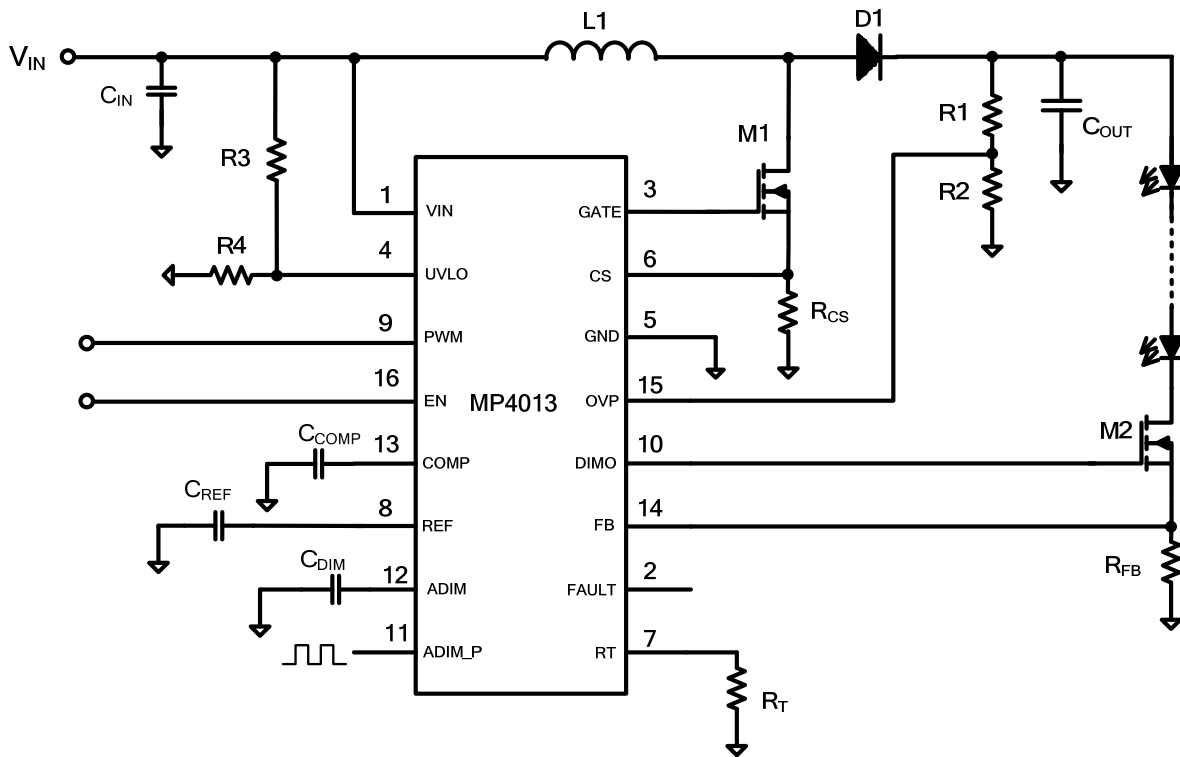 L1
D1
VIN
CIN
R3
M1
R1
COUT
R2
1
3
VIN
GATE
R4
4
6
UVLO
CS
RCS
9
5
PWM
GND
16
15
EN
MP4013
OVP
M2
CCOMP
13
10
COMP
DIMO
CREF
8
14
REF
FB
CDIM
12
2
RFB
ADIM
FAULT
11
7
ADIM_P
RT
RT